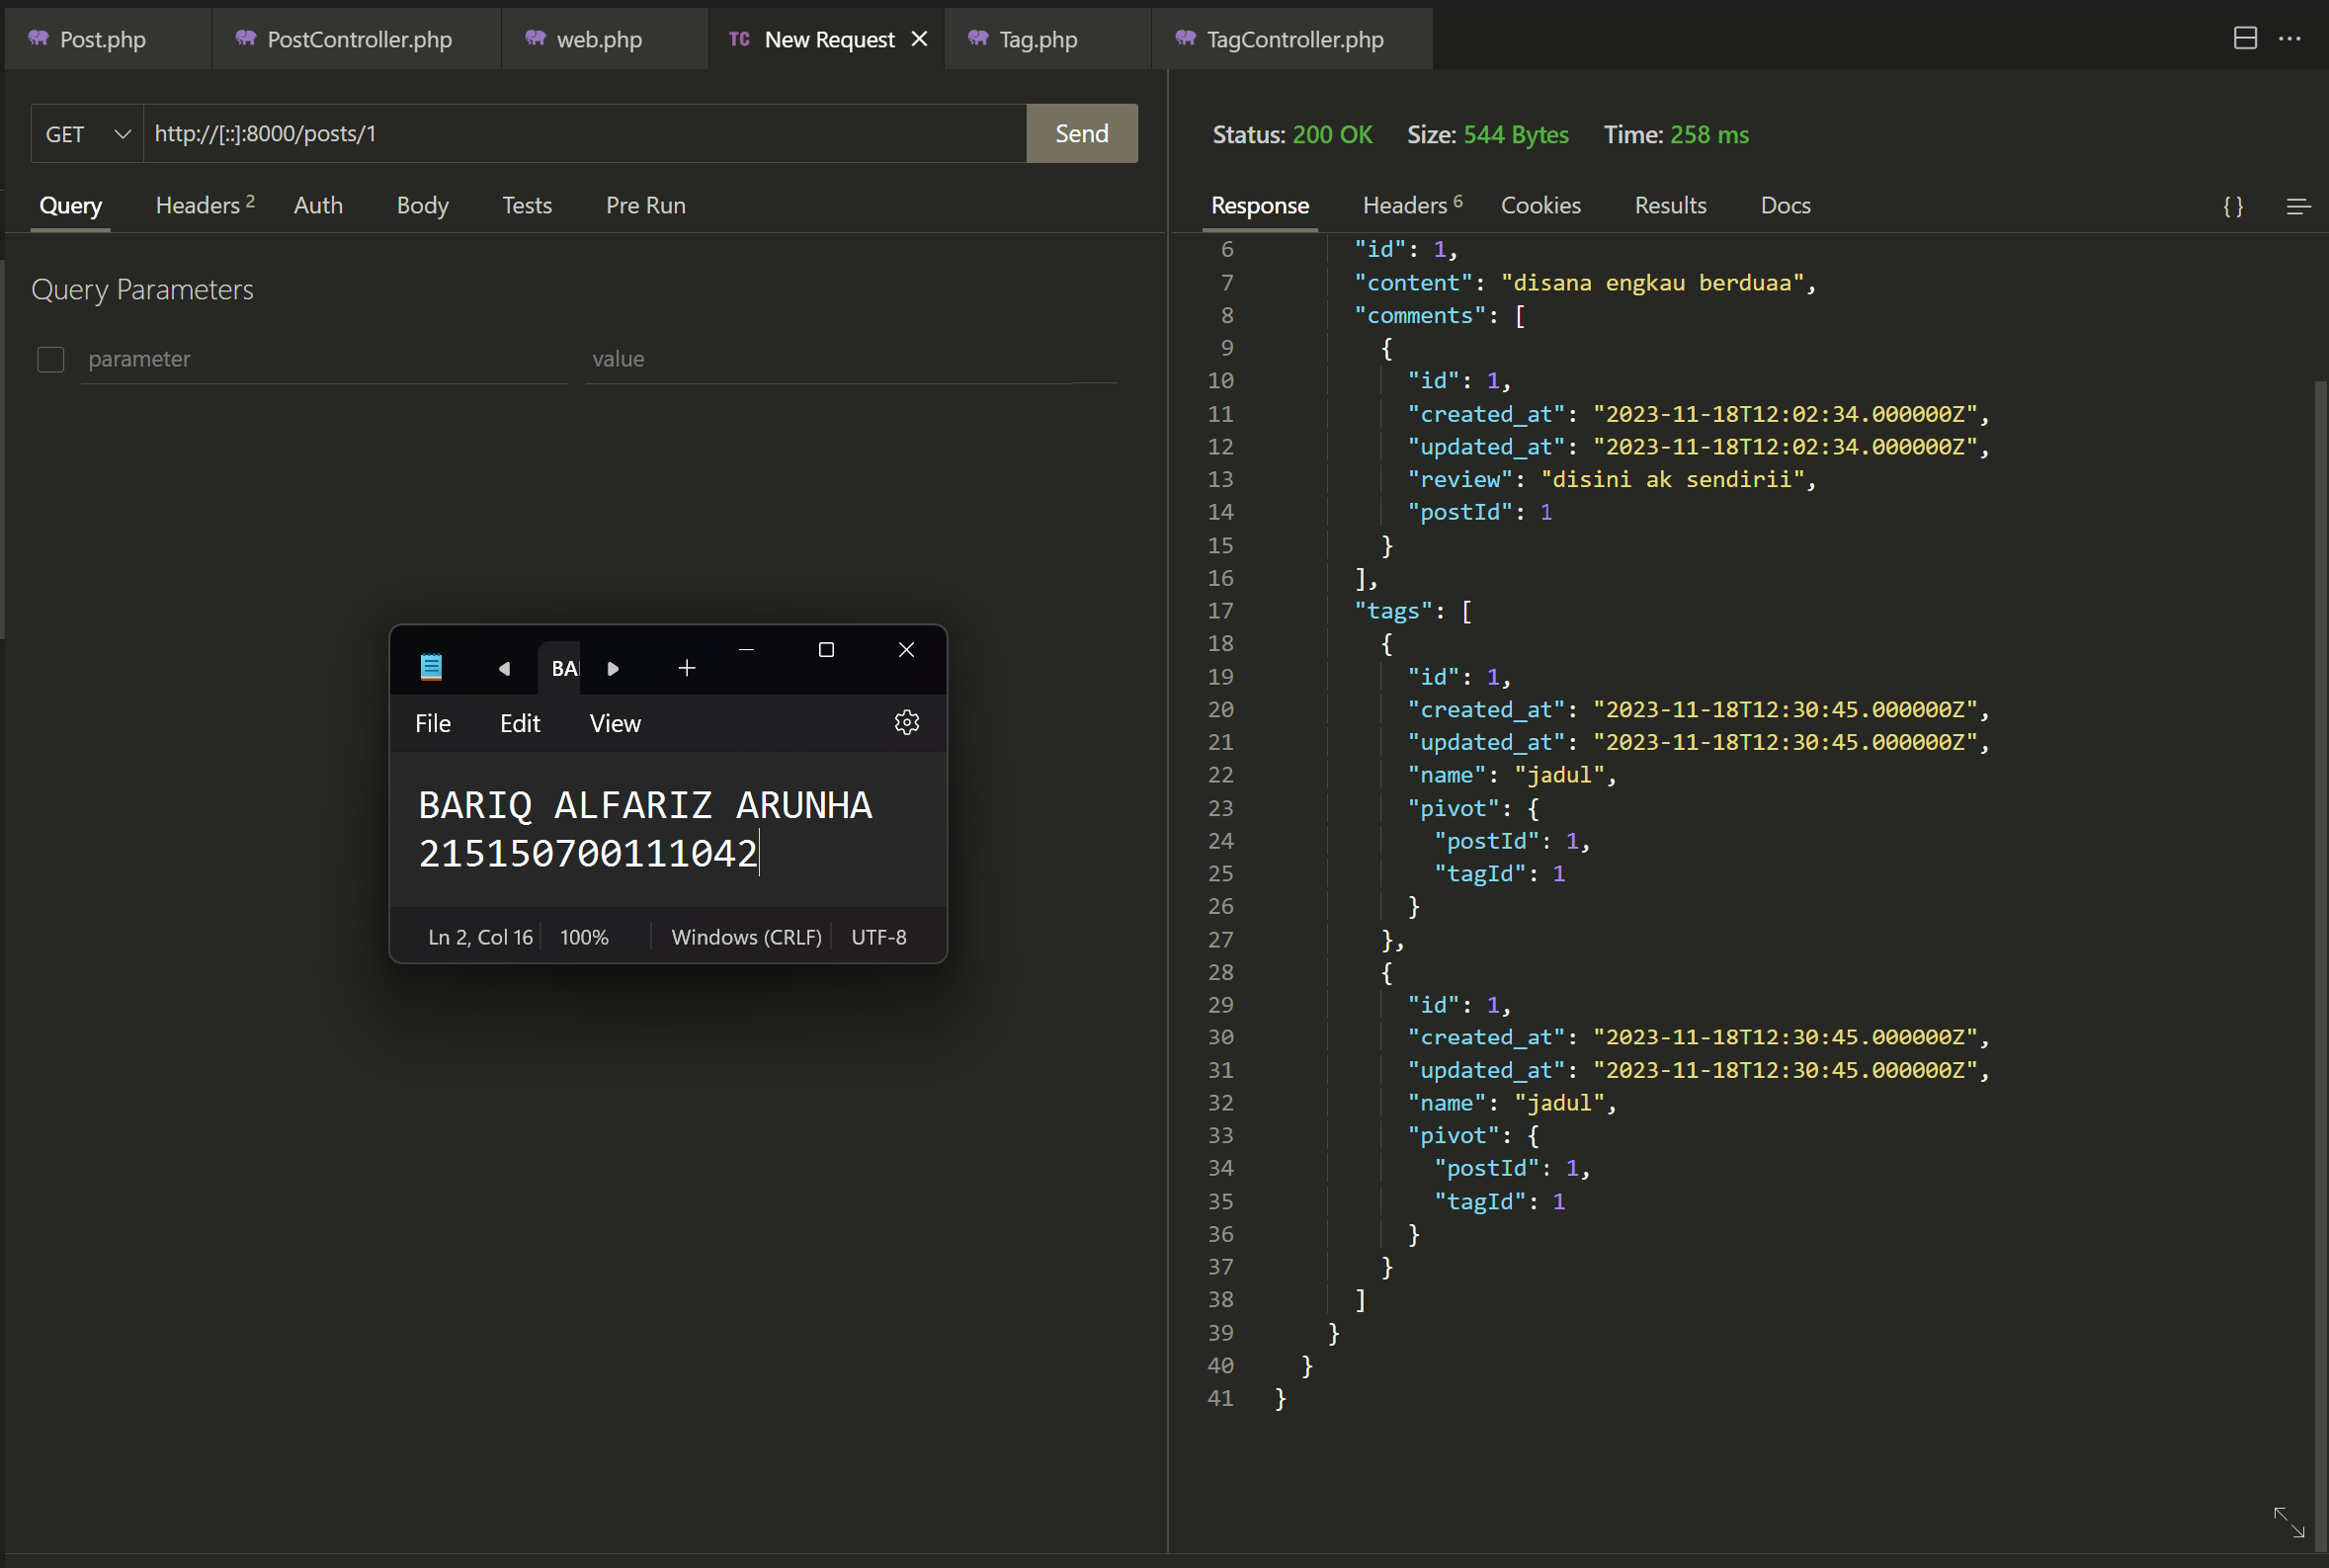 Post.php
PostController.php
web.php
TC New Request
Tag.php
TagController.php
GET
http://[::]:8000/posts/1
Send
Query
Headers 2
Auth
Body
Tests
Pre Run
Query Parameters
parameter
value
BA
File
Edit
View
BARIQ ALFARIZ ARUNHA
215150700111042
Ln 2, Col 16
100%
Windows (CRLF)
UTF-8
Status: 200 OK Size: 544 Bytes Time: 258 ms
Response
Headers 6
Cookies
Results
Docs
{ }
6 "id": 1,
7 "content": "disana engkau berduaa",
8 "comments": [
9 {
10 "id": 1,
11 "created_at": "2023-11-18T12:02:34.000000Z",
12 "updated_at": "2023-11-18T12:02:34.000000Z",
13 "review": "disini ak sendirii",
14 "postId": 1
15 }
16 ],
17 "tags": [
18 {
19 "id": 1,
20 "created_at": "2023-11-18T12:30:45.000000Z",
21 "updated_at": "2023-11-18T12:30:45.000000Z",
22 "name": "jadul",
23 "pivot": {
24 "postId": 1,
25 "tagId": 1
26 }
27 },
28 {
29 "id": 1,
30 "created_at": "2023-11-18T12:30:45.000000Z",
31 "updated_at": "2023-11-18T12:30:45.000000Z",
32 "name": "jadul",
33 "pivot": {
34 "postId": 1,
35 "tagId": 1
36 }
37 }
38 ]
39 }
40 }
41 }